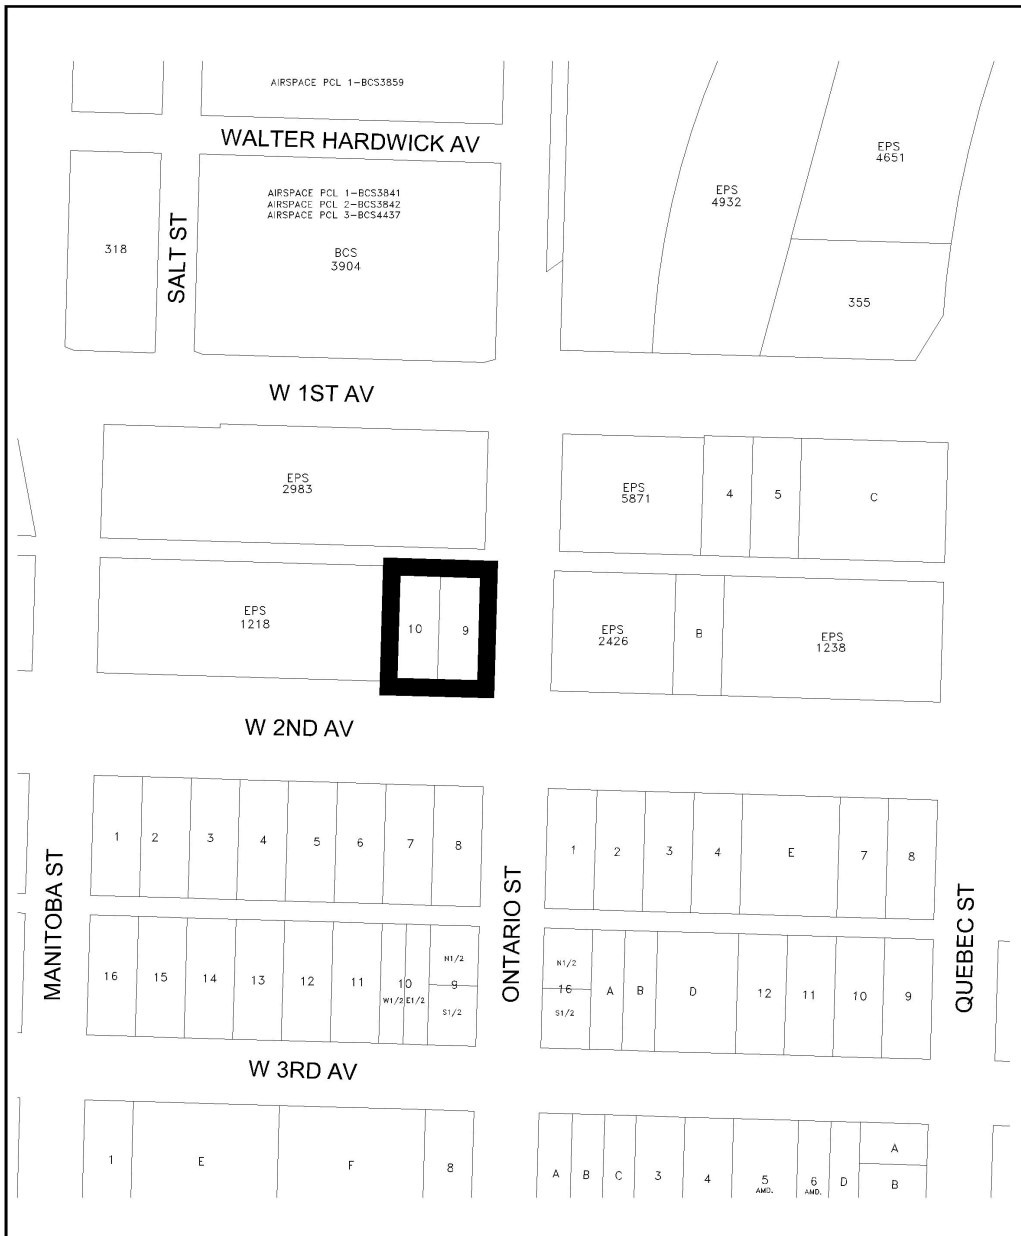 AIRSPACE PCL 1-BCS3859
WALTER HARDWICK AV
EPS
4651
AIRSPACE PCL 1-BCS3841
AIRSPACE PCL 2-BCS3842
AIRSPACE PCL 3-BCS4437
EPS
4932
318
SALT ST
BCS
3904
355
W 1ST AV
EPS
2983
EPS
5871
4
5
C
EPS
1218
10
9
EPS
2426
B
EPS
1238
W 2ND AV
MANITOBA ST
1
2
3
4
5
6
7
8
ONTARIO ST
1
2
3
4
E
7
8
QUEBEC ST
16
15
14
13
12
11
10
W1/2
E1/2
N1/2
9
S1/2
N1/2
16
S1/2
A
B
D
12
11
10
9
W 3RD AV
1
E
F
8
A
B
C
3
4
5
AMD.
6
AMD.
D
A
B